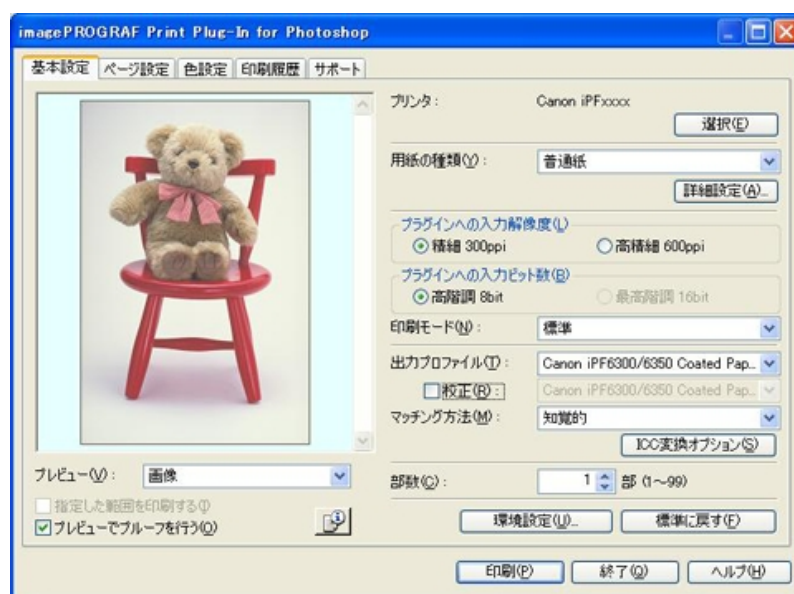 imagePROGRAF Print Plug-In for Photoshop
基本設定 ページ設定 色設定 印刷履歴 サポート
プリンタ： Canon iPFxxxx
選択(E)
用紙の種類(Y)： 普通紙
詳細設定(A)...
プラグインへの入力解像度(L)
精細 300ppi 高精細 600ppi
プラグインへの入力ビット数(B)
高階調 8bit 最高階調 16bit
印刷モード(N)： 標準
出力プロファイル(T)： Canon iPF6300/6350 Coated Pap...
校正(R)： Canon iPF6300/6350 Coated Pap...
マッチング方法(M)： 知覚的
ICC変換オプション(S)
プレビュー(V)： 画像
部数(C)： 1 部 (1～99)
指定した範囲を印刷する(I)
プレビューでプルーフを行う(O)
環境設定(U)... 標準に戻す(F)
印刷(P) 終了(Q) ヘルプ(H)